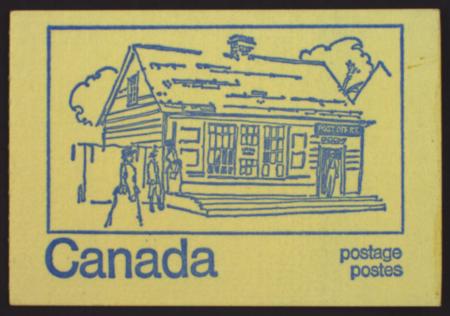 POST OFFICE
Canada
postage
postes